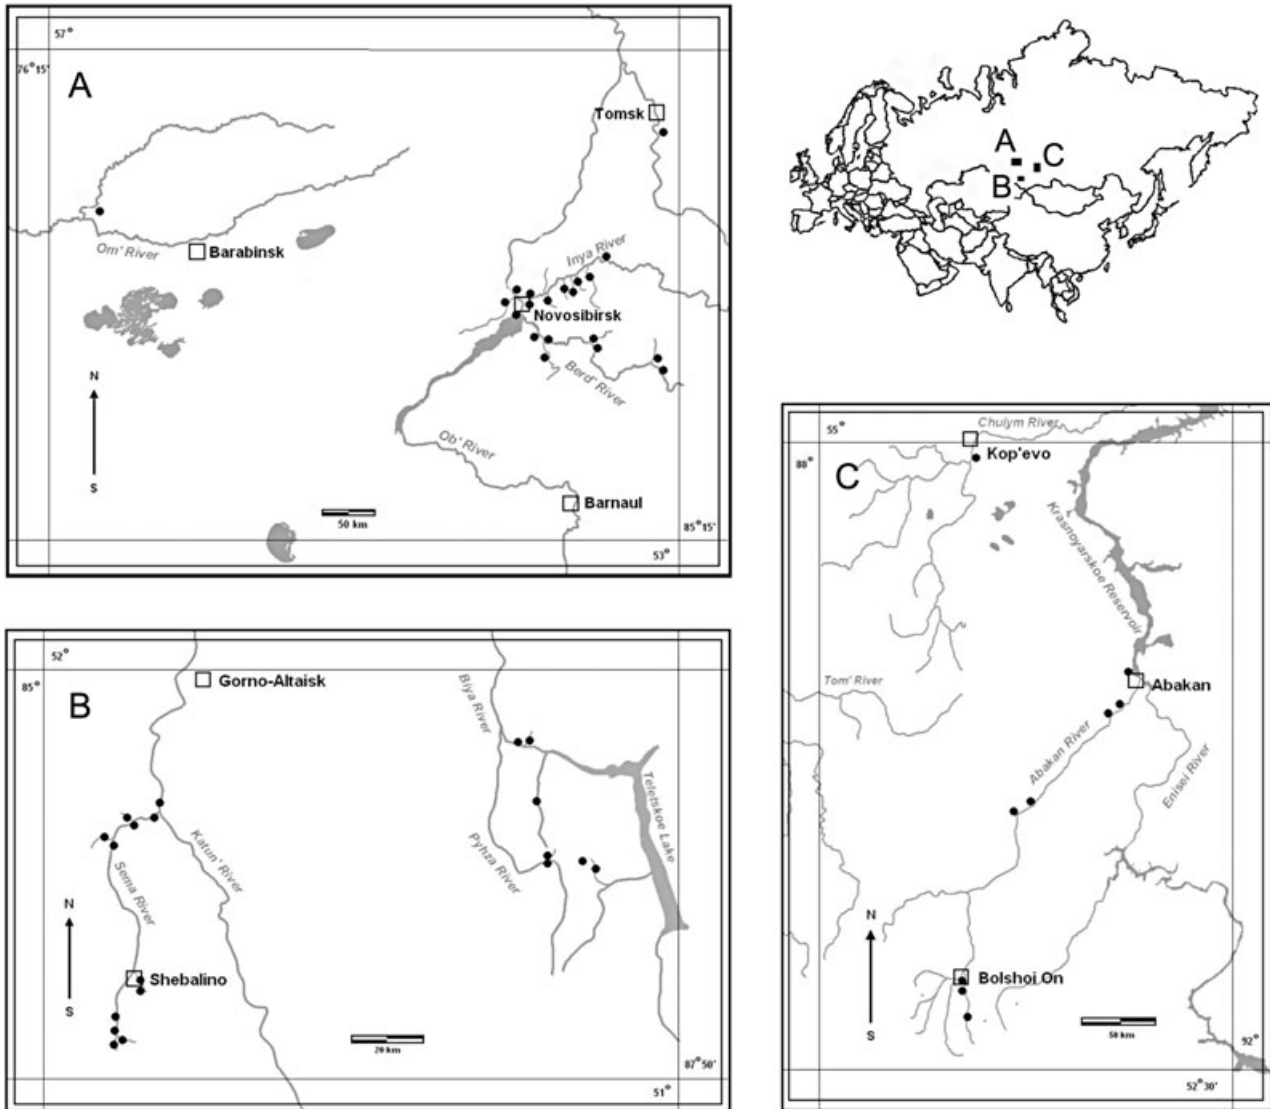 57°
76°15'
A
Tomsk
Om' River
Barabinsk
Inya River
Novosibirsk
Berd' River
N
S
Ob' River
Barnaul
50 km
85°15'
53°
A
C
B
52°
85°
B
Gorno-Altaisk
Biya River
Teletskoe Lake
Pyhza River
Katun' River
Sema River
N
S
Shebalino
20 km
87°50'
51°
55°
88°
C
Chulym River
Kop'evo
Krasnoyarskoe Reservoir
Tom' River
Abakan
Abakan River
Enisei River
N
S
Bolshoi On
50 km
92°
52°30'